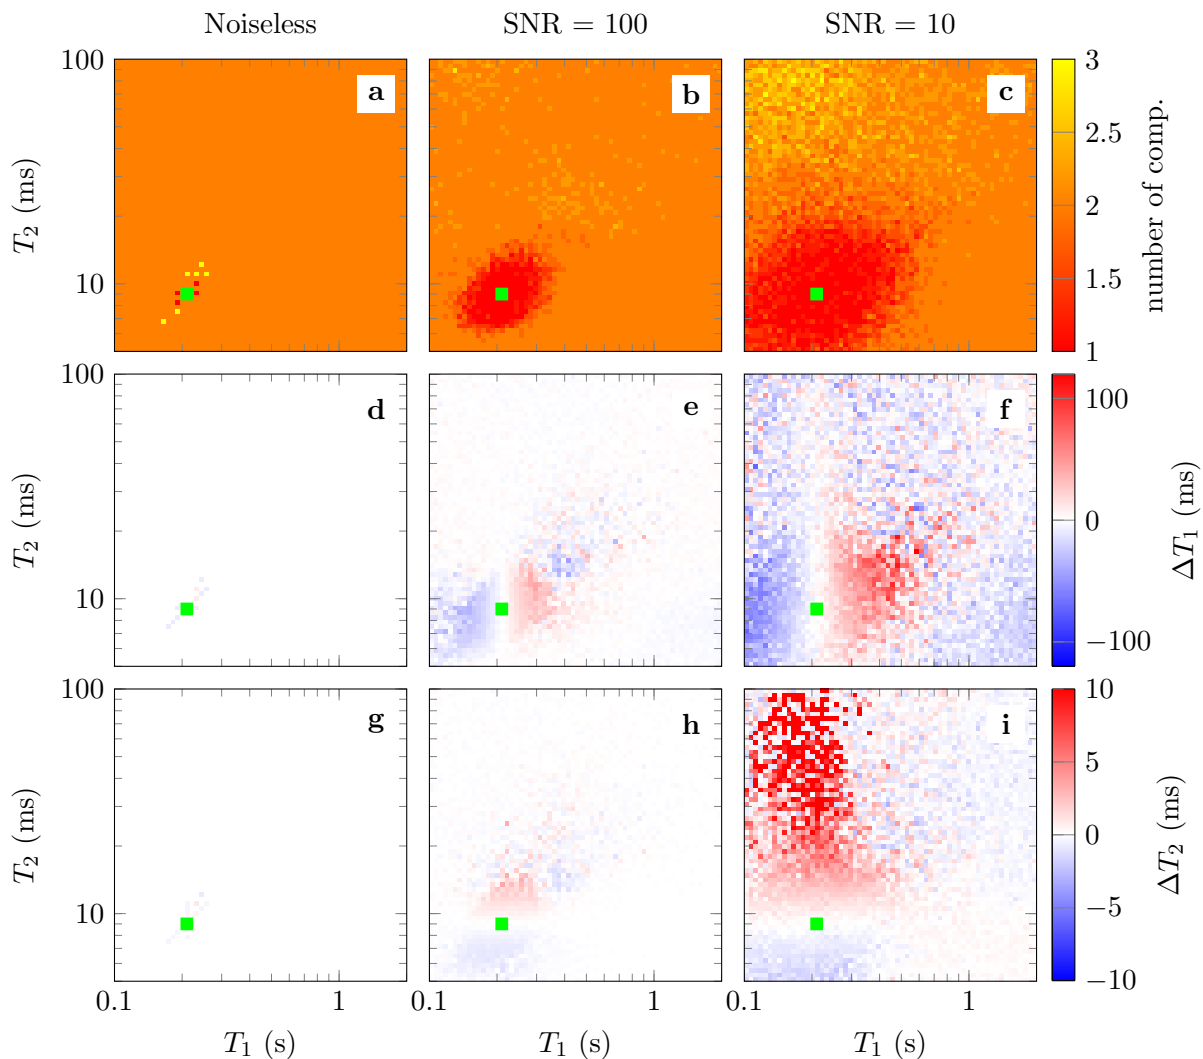 Noiseless SNR = 100 SNR = 10
100 a b c 3
2.5
T₂ (ms) 2 number of comp.
10 1.5
1
100 d e f 100
T₂ (ms) 0 ΔT₁ (ms)
10 −100
100 g h i 10
5
T₂ (ms) 0 ΔT₂ (ms)
10 −5
−10
0.1 1 0.1 1 0.1 1
T₁ (s) T₁ (s) T₁ (s)